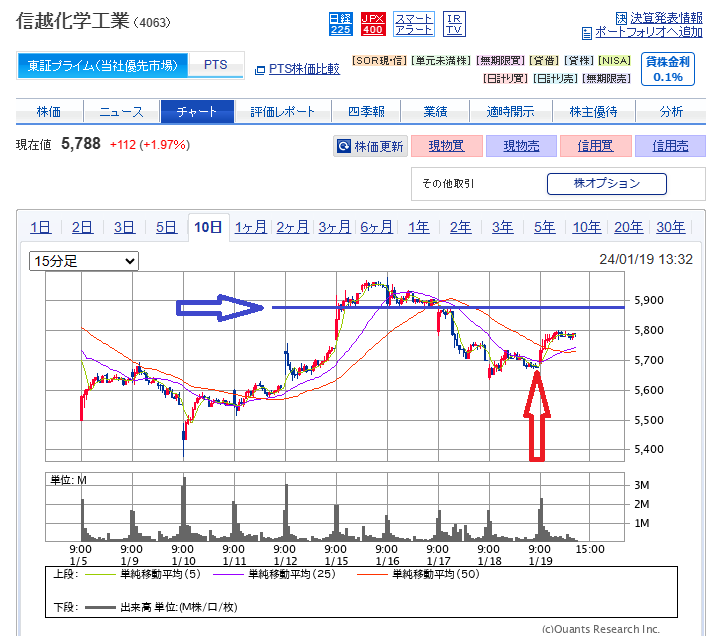 信越化学工業 (4063)
日経 225 JPX 400 スマート アラート IR TV
決算発表情報
ポートフォリオへ追加
東証プライム(当社優先市場) PTS PTS株価比較
[SOR現・信] [単元未満株] [無期限買] [貸借] [貸株] [NISA]
[日計り買] [日計り売] [無期限売]
貸株金利
0.1%
株価 ニュース チャート 評価レポート 四季報 業績 適時開示 株主優待 分析
現在値 5,788 +112 (+1.97%) 株価更新 現物買 現物売 信用買 信用売
その他取引 株オプション
1日 2日 3日 5日 10日 1ヶ月 2ヶ月 3ヶ月 6ヶ月 1年 2年 3年 5年 10年 20年 30年
15分足 24/01/19 13:32
5,900
5,800
5,700
5,600
5,500
5,400
単位: M
3M
2M
1M
9:00 9:00 9:00 9:00 9:00 9:00 9:00 9:00 9:00 9:00 15:00
1/5 1/9 1/10 1/11 1/12 1/15 1/16 1/17 1/18 1/19
上段: 単純移動平均(5) 単純移動平均(25) 単純移動平均(50)
下段: 出来高 単位:(M株/口/枚)
(c)Quants Research Inc.